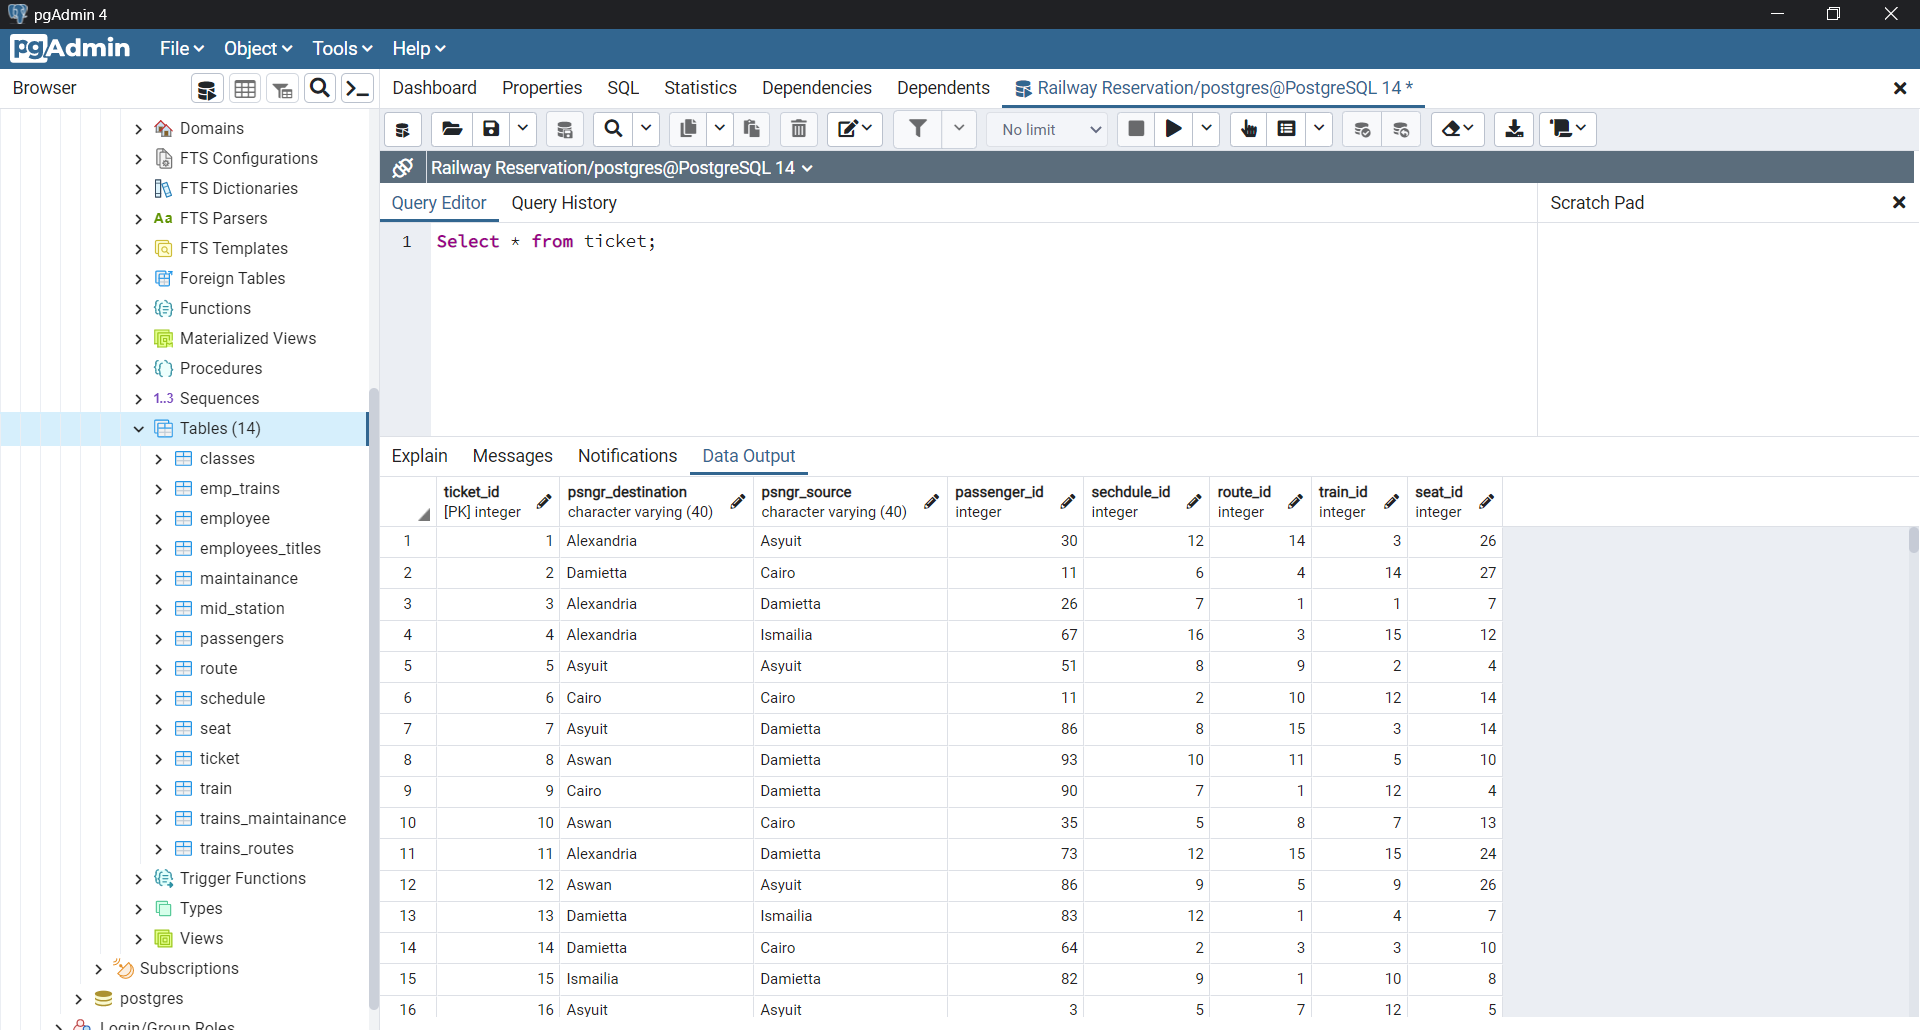 pgAdmin 4
pgAdmin File Object Tools Help
Browser
Dashboard Properties SQL Statistics Dependencies Dependents Railway Reservation/postgres@PostgreSQL 14 *
No limit
Railway Reservation/postgres@PostgreSQL 14
Query Editor Query History
Scratch Pad
1 Select * from ticket;
Domains
FTS Configurations
FTS Dictionaries
Aa FTS Parsers
FTS Templates
Foreign Tables
Functions
Materialized Views
Procedures
1..3 Sequences
Tables (14)
classes
emp_trains
employee
employees_titles
maintainance
mid_station
passengers
route
schedule
seat
ticket
train
trains_maintainance
trains_routes
Trigger Functions
Types
Views
Subscriptions
postgres
Login/Group Roles
Explain Messages Notifications Data Output
ticket_id psngr_destination psngr_source passenger_id sechdule_id route_id train_id seat_id
[PK] integer character varying (40) character varying (40) integer integer integer integer integer
1 1 Alexandria Asyuit 30 12 14 3 26
2 2 Damietta Cairo 11 6 4 14 27
3 3 Alexandria Damietta 26 7 1 1 7
4 4 Alexandria Ismailia 67 16 3 15 12
5 5 Asyuit Asyuit 51 8 9 2 4
6 6 Cairo Cairo 11 2 10 12 14
7 7 Asyuit Damietta 86 8 15 3 14
8 8 Aswan Damietta 93 10 11 5 10
9 9 Cairo Damietta 90 7 1 12 4
10 10 Aswan Cairo 35 5 8 7 13
11 11 Alexandria Damietta 73 12 15 15 24
12 12 Aswan Asyuit 86 9 5 9 26
13 13 Damietta Ismailia 83 12 1 4 7
14 14 Damietta Cairo 64 2 3 3 10
15 15 Ismailia Damietta 82 9 1 10 8
16 16 Asyuit Asyuit 3 5 7 12 5